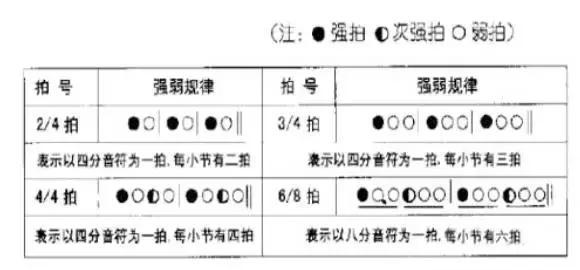 (注: ●强拍 ◐次强拍 ○弱拍)
拍 号 强弱规律 拍 号 强弱规律
2/4 拍 ●○|●○|●○‖ 3/4 拍 ●○○|●○○|●○○‖
表示以四分音符为一拍,每小节有二拍 表示以四分音符为一拍,每小节有三拍
4/4 拍 ●○◐○|●○◐○‖ 6/8 拍 ●○○◐○○|●○○◐○○‖
表示以四分音符为一拍,每小节有四拍 表示以八分音符为一拍,每小节有六拍